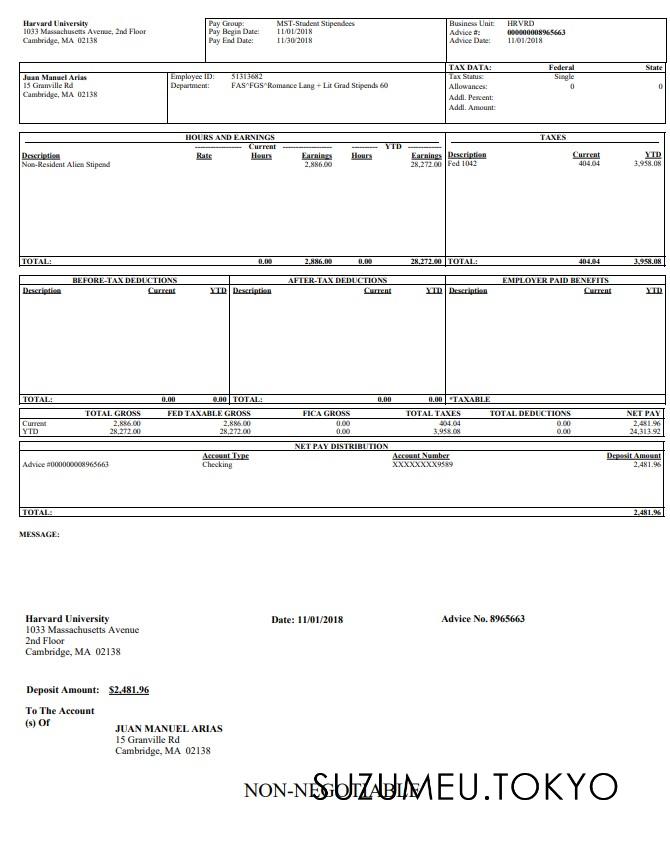 Harvard University
1033 Massachusetts Avenue, 2nd Floor
Cambridge, MA 02138
Pay Group: MST-Student Stipendees
Pay Begin Date: 11/01/2018
Pay End Date: 11/30/2018
Business Unit: HRVRD
Advice #: 000000008965663
Advice Date: 11/01/2018
Juan Manuel Arias
15 Granville Rd
Cambridge, MA 02138
Employee ID: 51313682
Department: FAS^FGS^Romance Lang + Lit Grad Stipends 60
TAX DATA: Federal State
Tax Status: Single
Allowances: 0 0
Addl. Percent:
Addl. Amount:
HOURS AND EARNINGS
------------------ Current ------------------ ---------- YTD -------------
Description Rate Hours Earnings Hours Earnings
Non-Resident Alien Stipend 2,886.00 28,272.00
TOTAL: 0.00 2,886.00 0.00 28,272.00
TAXES
Description Current YTD
Fed 1042 404.04 3,958.08
TOTAL: 404.04 3,958.08
BEFORE-TAX DEDUCTIONS
Description Current YTD
TOTAL: 0.00 0.00
AFTER-TAX DEDUCTIONS
Description Current YTD
TOTAL: 0.00 0.00
EMPLOYER PAID BENEFITS
Description Current YTD
*TAXABLE
TOTAL GROSS FED TAXABLE GROSS FICA GROSS TOTAL TAXES TOTAL DEDUCTIONS NET PAY
Current 2,886.00 2,886.00 0.00 404.04 0.00 2,481.96
YTD 28,272.00 28,272.00 0.00 3,958.08 0.00 24,313.92
NET PAY DISTRIBUTION
Account Type Account Number Deposit Amount
Advice #000000008965663 Checking XXXXXXXX9589 2,481.96
TOTAL: 2,481.96
MESSAGE:
Harvard University
1033 Massachusetts Avenue
2nd Floor
Cambridge, MA 02138
Date: 11/01/2018
Advice No. 8965663
Deposit Amount: $2,481.96
To The Account
(s) Of
JUAN MANUEL ARIAS
15 Granville Rd
Cambridge, MA 02138
NON-NEGOTIABLE
SUZUMEU.TOKYO